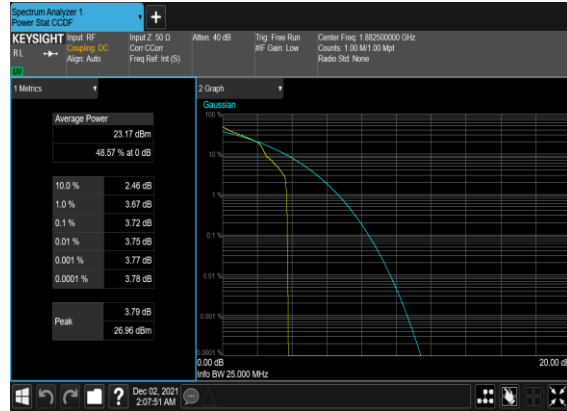 Spectrum Analyzer 1
Power Stat CCDF
+
KEYSIGHT
RL
LXI
Input: RF
Coupling: DC
Align: Auto
Input Z: 50 Ω
Corr CCorr
Freq Ref: Int (S)
Atten: 40 dB
Trig: Free Run
#IF Gain: Low
Center Freq: 1.882500000 GHz
Counts: 1.00 M/1.00 Mpt
Radio Std: None
1 Metrics
Average Power
23.17 dBm
48.57 % at 0 dB
10.0 % 2.46 dB
1.0 % 3.67 dB
0.1 % 3.72 dB
0.01 % 3.75 dB
0.001 % 3.77 dB
0.0001 % 3.78 dB
Peak
3.79 dB
26.96 dBm
2 Graph
Gaussian
100 %
10 %
1 %
0.1 %
0.01 %
0.001 %
0.0001 %
0.00 dB
20.00 dB
Info BW 25.000 MHz
?
Dec 02, 2021
2:07:51 AM